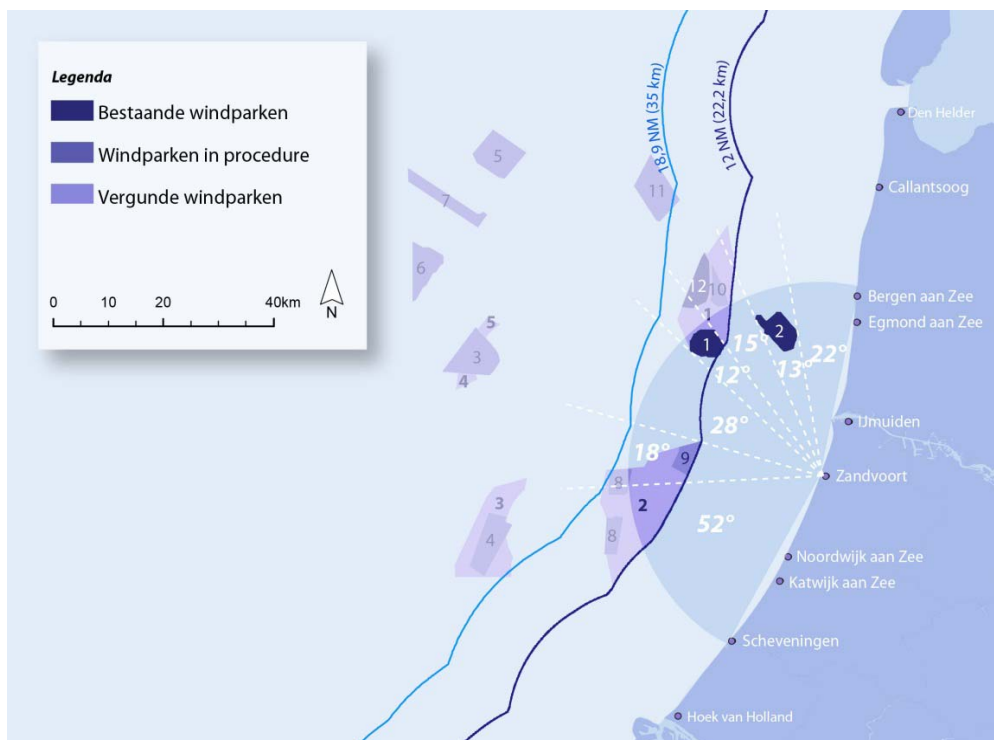 Legenda
Bestaande windparken
Windparken in procedure
Vergunde windparken
0 10 20 40km
N
18,9 NM (35 km)
12 NM (22,2 km)
Den Helder
5
11
7
Callantsoog
6
12
10
Bergen aan Zee
1
5
2
Egmond aan Zee
1
15°
22°
3
13°
4
12°
IJmuiden
28°
18°
9
Zandvoort
8
3
2
52°
4
8
Noordwijk aan Zee
Katwijk aan Zee
Scheveningen
Hoek van Holland